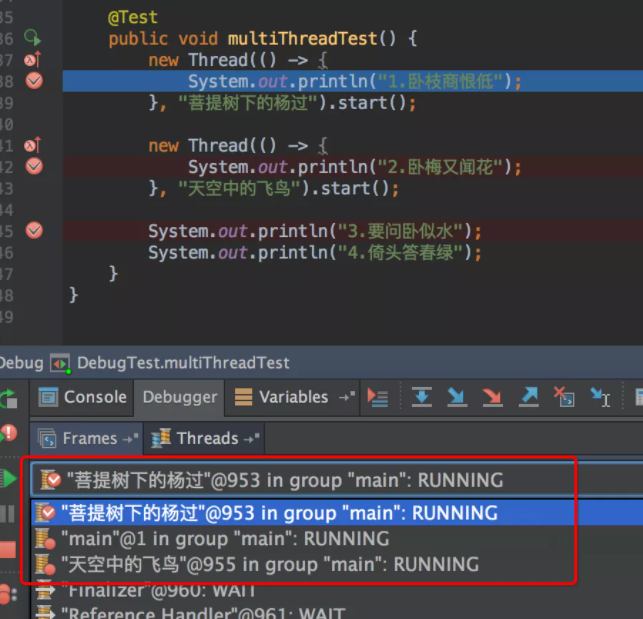 35 @Test
36 public void multiThreadTest() {
37 new Thread(() -> {
38 System.out.println("1.卧枝商恨低");
39 }, "菩提树下的杨过").start();
40
41 new Thread(() -> {
42 System.out.println("2.卧梅又闻花");
43 }, "天空中的飞鸟").start();
44
45 System.out.println("3.要问卧似水");
46 System.out.println("4.倚头答春绿");
47 }
48 }
49
Debug DebugTest.multiThreadTest
Console Debugger Variables
Frames Threads
"菩提树下的杨过"@953 in group "main": RUNNING
"菩提树下的杨过"@953 in group "main": RUNNING
"main"@1 in group "main": RUNNING
"天空中的飞鸟"@955 in group "main": RUNNING
"Finalizer"@960: WAIT
"Reference Handler"@961: WAIT